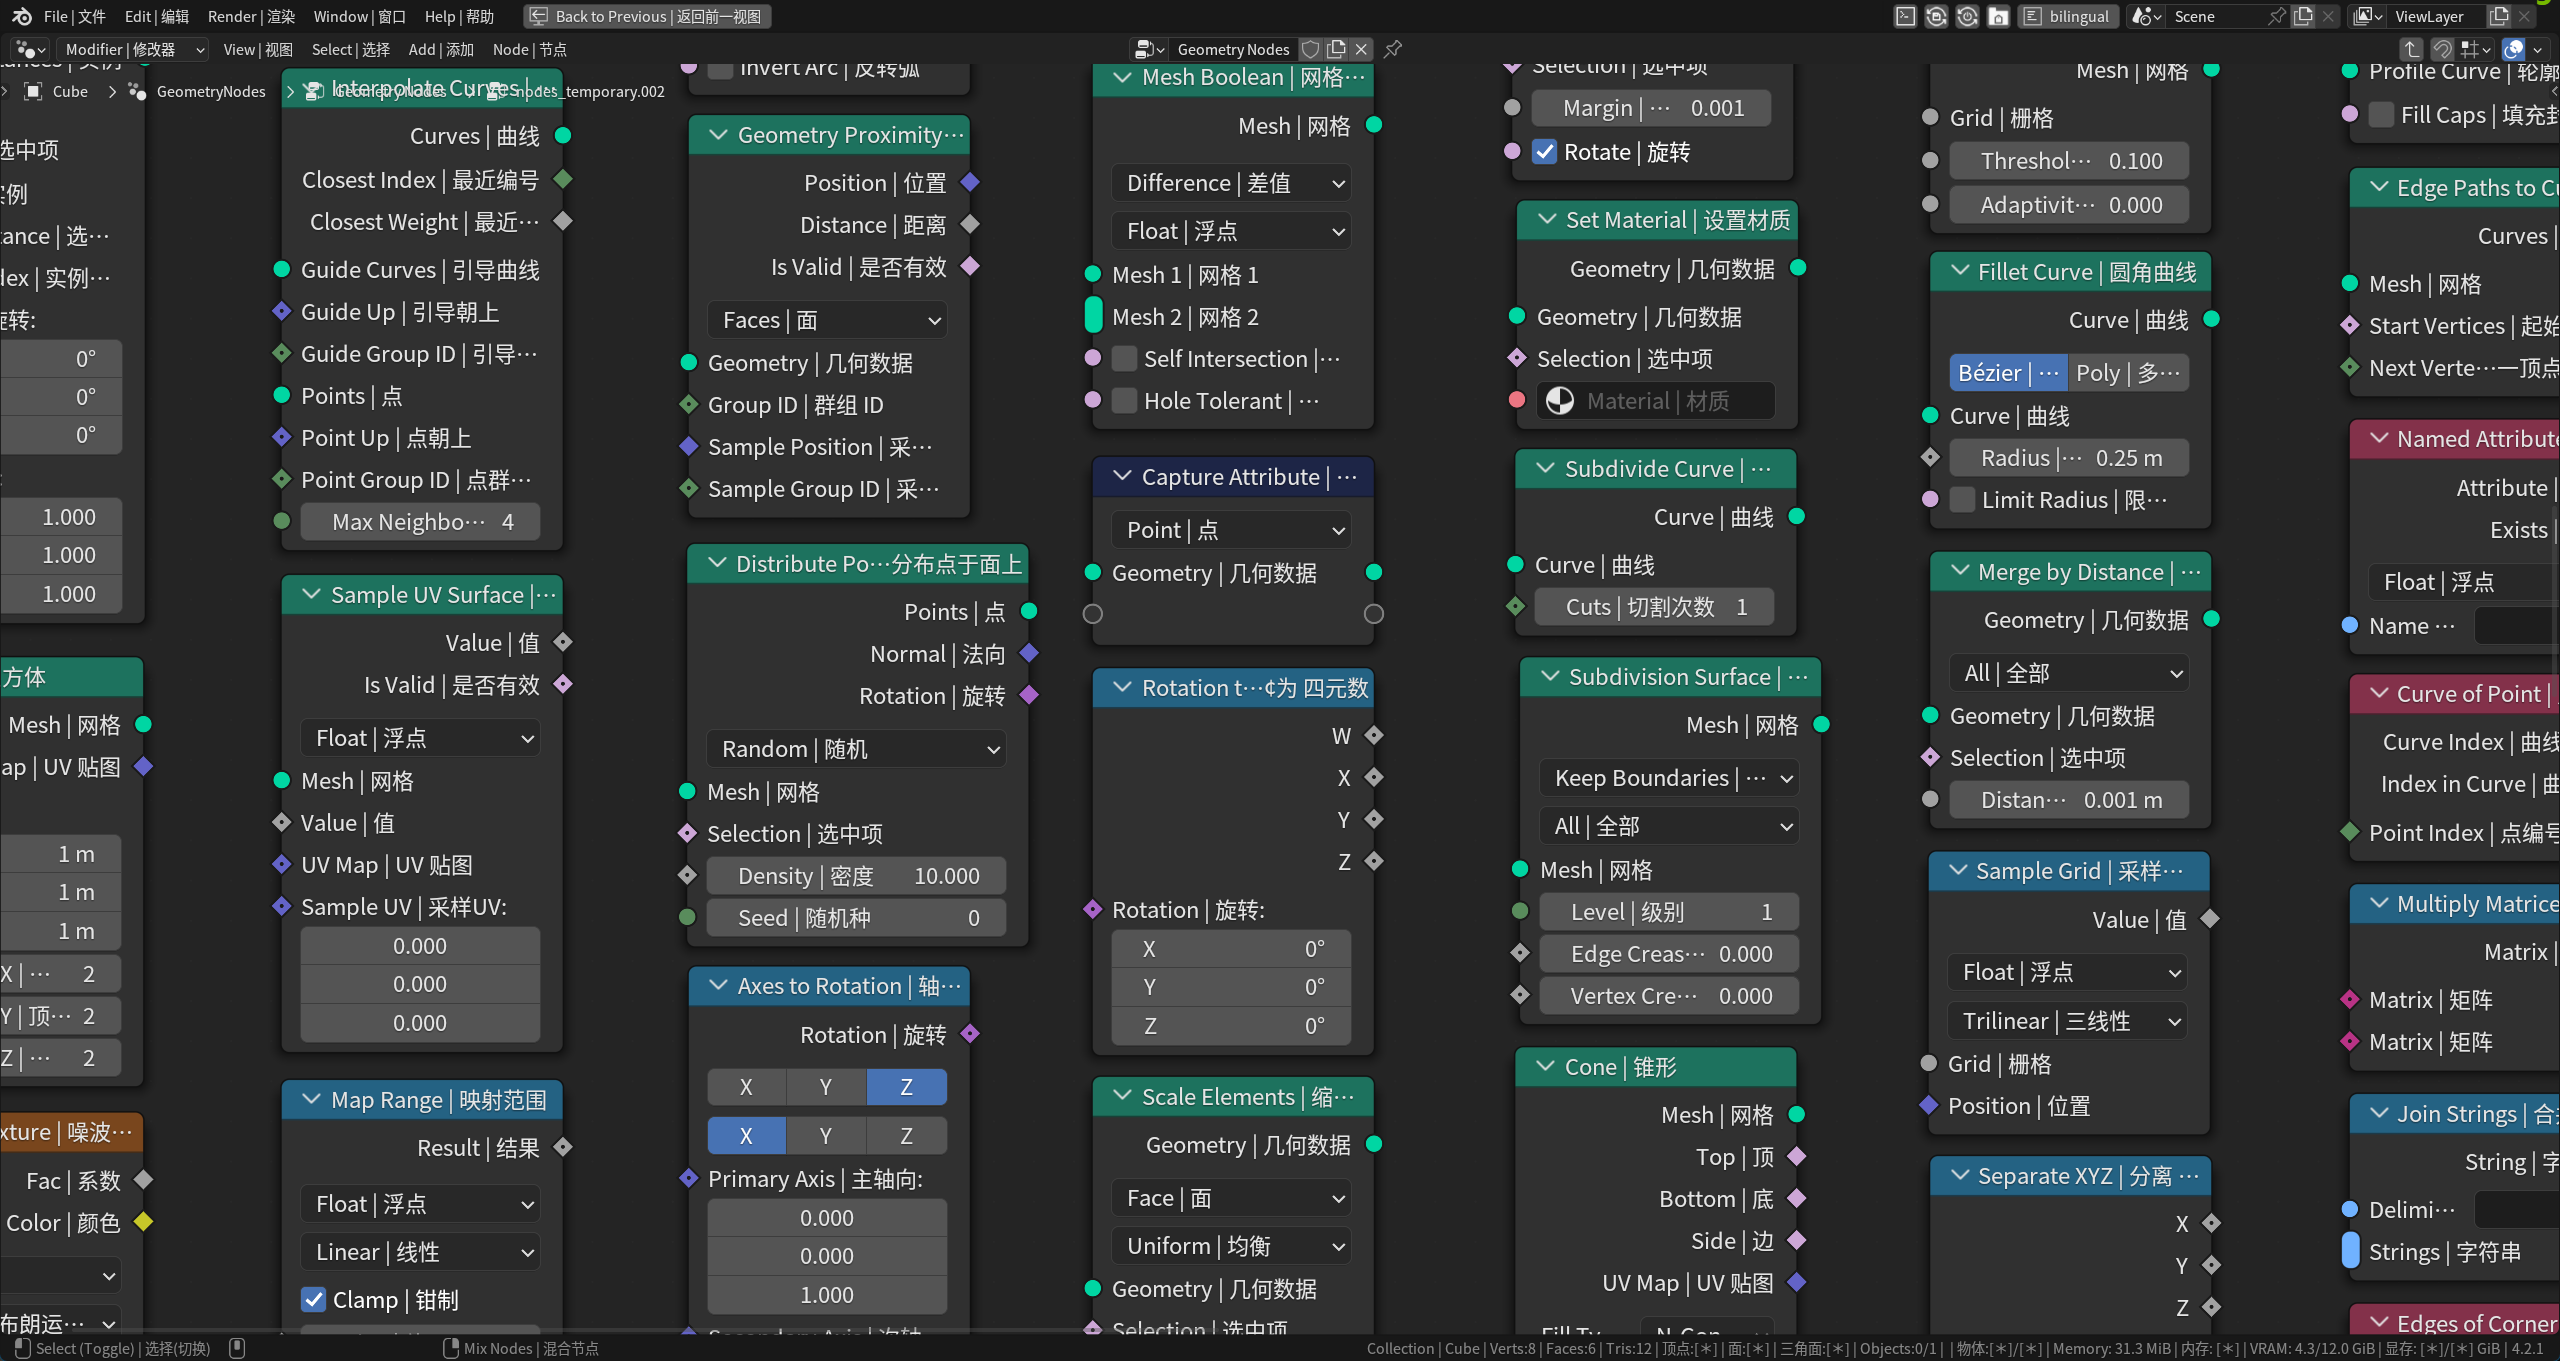 File | 文件
Edit | 编辑
Render | 渲染
Window | 窗口
Help | 帮助
Back to Previous | 返回前一视图
bilingual
Scene
ViewLayer
Modifier | 修改器
View | 视图
Select | 选择
Add | 添加
Node | 节点
Geometry Nodes
Cube
GeometryNodes
GeometryNodes
nodes_temporary.002
选中项
0°
0°
0°
1.000
1.000
1.000
方体
Mesh | 网格
ap | UV 贴图
1 m
1 m
1 m
X | ··· 2
Y | 顶··· 2
Z | ··· 2
xture | 噪波···
Fac | 系数
Color | 颜色
布朗运···
Interpolate Curves | ···
Curves | 曲线
Closest Index | 最近编号
Closest Weight | 最近···
Guide Curves | 引导曲线
Guide Up | 引导朝上
Guide Group ID | 引导···
Points | 点
Point Up | 点朝上
Point Group ID | 点群···
Max Neighbo··· 4
Sample UV Surface |···
Value | 值
Is Valid | 是否有效
Float | 浮点
Mesh | 网格
Value | 值
UV Map | UV 贴图
Sample UV | 采样UV:
0.000
0.000
0.000
Map Range | 映射范围
Result | 结果
Float | 浮点
Linear | 线性
Clamp | 钳制
Invert Arc | 反转弧
Geometry Proximity···
Position | 位置
Distance | 距离
Is Valid | 是否有效
Faces | 面
Geometry | 几何数据
Group ID | 群组 ID
Sample Position | 采···
Sample Group ID | 采···
Distribute Po···分布点于面上
Points | 点
Normal | 法向
Rotation | 旋转
Random | 随机
Mesh | 网格
Selection | 选中项
Density | 密度 10.000
Seed | 随机种 0
Axes to Rotation | 轴···
Rotation | 旋转
X Y Z
X Y Z
Primary Axis | 主轴向:
0.000
0.000
1.000
Mesh Boolean | 网格···
Mesh | 网格
Difference | 差值
Float | 浮点
Mesh 1 | 网格 1
Mesh 2 | 网格 2
Self Intersection |···
Hole Tolerant | ···
Capture Attribute | ···
Point | 点
Geometry | 几何数据
Rotation t···¢为 四元数
W
X
Y
Z
Rotation | 旋转:
X 0°
Y 0°
Z 0°
Scale Elements | 缩···
Geometry | 几何数据
Face | 面
Uniform | 均衡
Geometry | 几何数据
Selection | 选中项
Selection | 选中项
Margin | ··· 0.001
Rotate | 旋转
Set Material | 设置材质
Geometry | 几何数据
Geometry | 几何数据
Selection | 选中项
Material | 材质
Subdivide Curve | ···
Curve | 曲线
Curve | 曲线
Cuts | 切割次数 1
Subdivision Surface | ···
Mesh | 网格
Keep Boundaries | ···
All | 全部
Mesh | 网格
Level | 级别 1
Edge Creas··· 0.000
Vertex Cre··· 0.000
Cone | 锥形
Mesh | 网格
Top | 顶
Bottom | 底
Side | 边
UV Map | UV 贴图
Mesh | 网格
Grid | 栅格
Threshol··· 0.100
Adaptivit··· 0.000
Fillet Curve | 圆角曲线
Curve | 曲线
Bézier | ··· Poly | 多···
Curve | 曲线
Radius |··· 0.25 m
Limit Radius | 限···
Merge by Distance | ···
Geometry | 几何数据
All | 全部
Geometry | 几何数据
Selection | 选中项
Distan··· 0.001 m
Sample Grid | 采样···
Value | 值
Float | 浮点
Trilinear | 三线性
Grid | 栅格
Position | 位置
Separate XYZ | 分离 ···
X
Y
Z
Profile Curve | 轮廓
Fill Caps | 填充封
Edge Paths to Cu
Curves |
Mesh | 网格
Start Vertices | 起始
Next Verte···一顶点
Named Attribute
Attribute |
Exists |
Float | 浮点
Name ···
Curve of Point |
Curve Index | 曲线
Index in Curve | 曲
Point Index | 点编号
Multiply Matrice
Matrix |
Matrix | 矩阵
Matrix | 矩阵
Join Strings | 合并
String | 字
Delimi···
Strings | 字符串
Edges of Corner
Select (Toggle) | 选择(切换)
Mix Nodes | 混合节点
Collection | Cube | Verts:8 | Faces:6 | Tris:12 | 顶点:[*] | 面:[*] | 三角面:[*] | Objects:0/1 | | 物体:[*]/[*] | Memory: 31.3 MiB | 内存: [*] | VRAM: 4.3/12.0 GiB | 显存: [*]/[*] GiB | 4.2.1